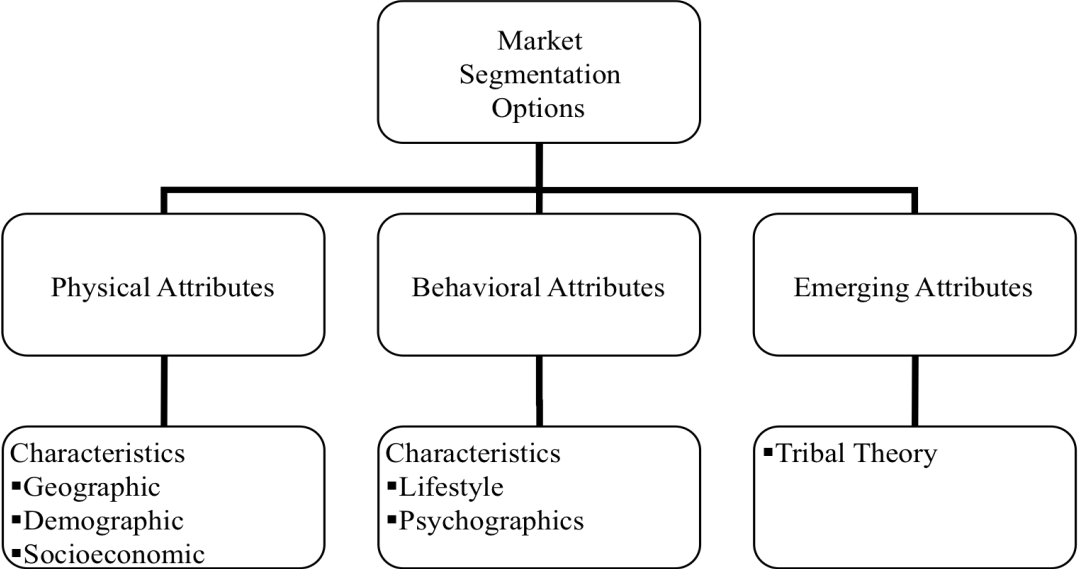 Market
Segmentation
Options
Physical Attributes
Behavioral Attributes
Emerging Attributes
Characteristics
▪Geographic
▪Demographic
▪Socioeconomic
Characteristics
▪Lifestyle
▪Psychographics
▪Tribal Theory